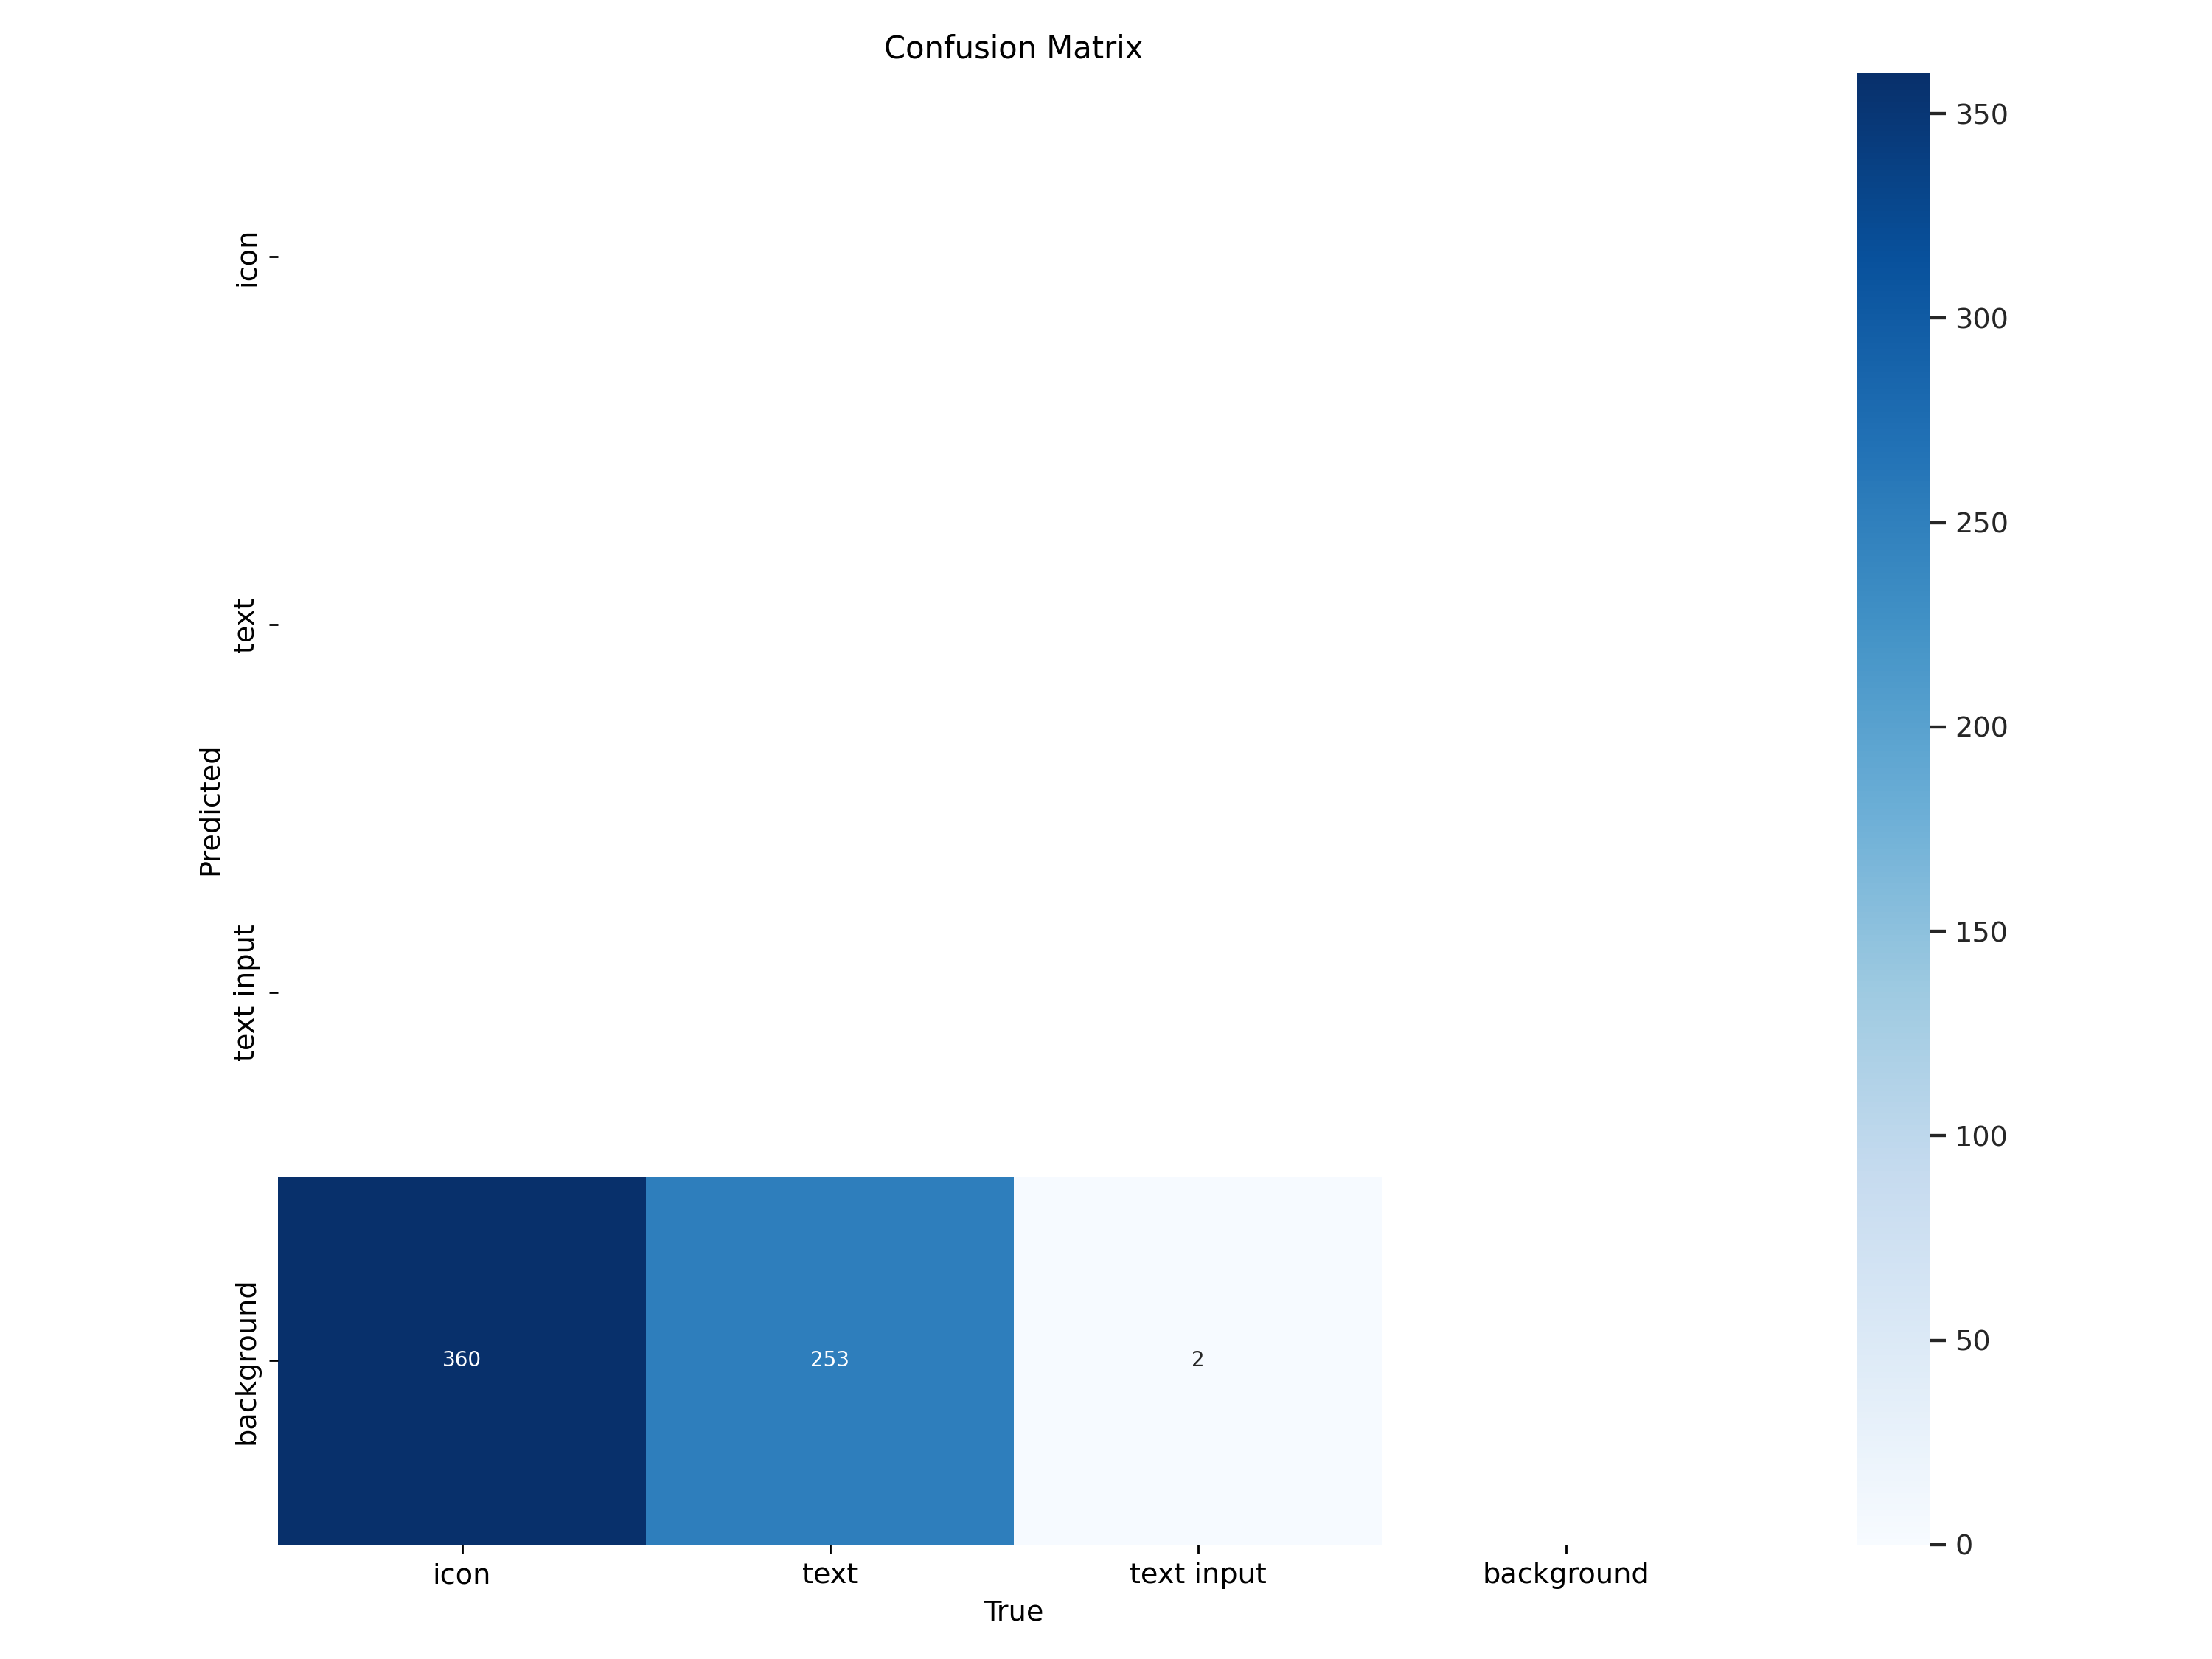 Confusion Matrix
icon
text
text input
background
Predicted
360
253
2
icon
text
text input
background
True
350
300
250
200
150
100
50
0